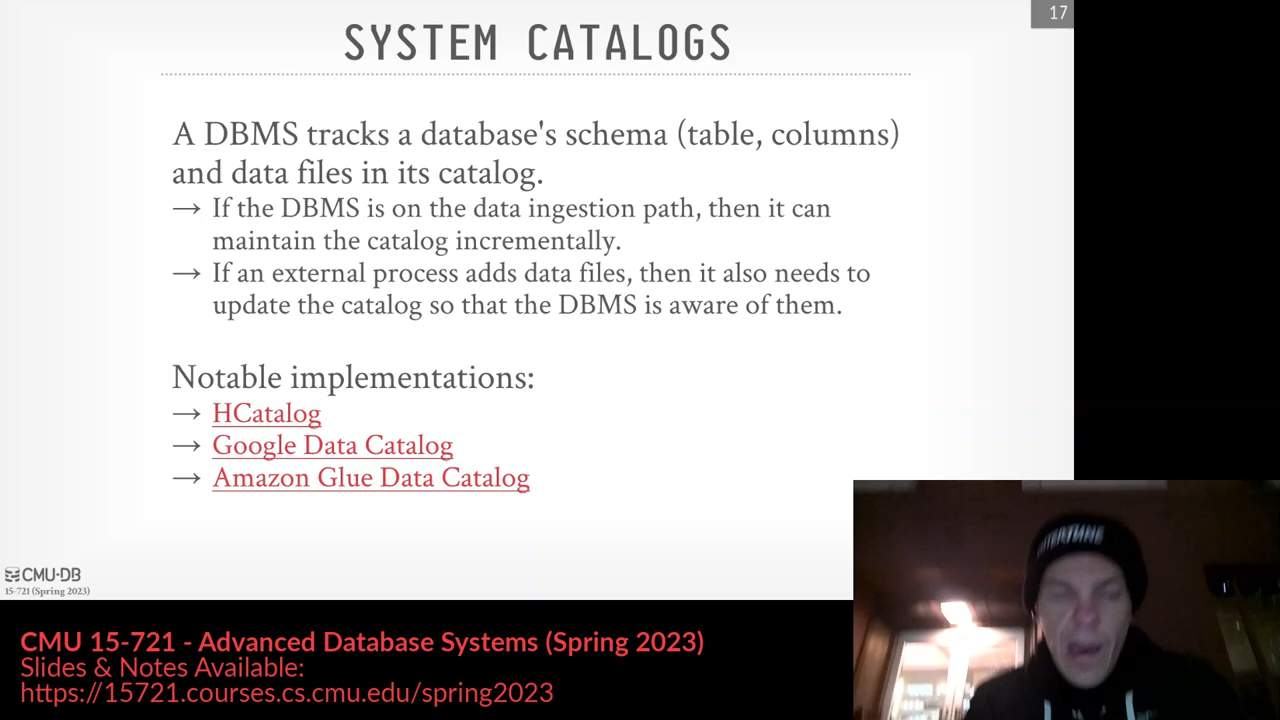 17
SYSTEM CATALOGS
A DBMS tracks a database's schema (table, columns)
and data files in its catalog.
→ If the DBMS is on the data ingestion path, then it can
maintain the catalog incrementally.
→ If an external process adds data files, then it also needs to
update the catalog so that the DBMS is aware of them.
Notable implementations:
→ HCatalog
→ Google Data Catalog
→ Amazon Glue Data Catalog
CMU·DB
15-721 (Spring 2023)
CMU 15-721 - Advanced Database Systems (Spring 2023)
Slides & Notes Available:
https://15721.courses.cs.cmu.edu/spring2023